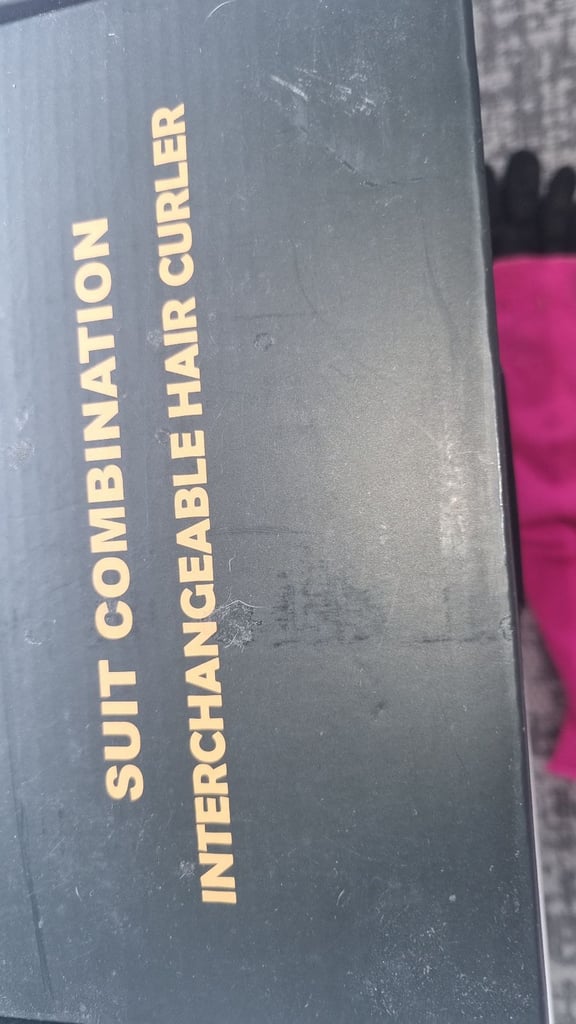 SUIT COMBINATION
INTERCHANGEABLE HAIR CURLER